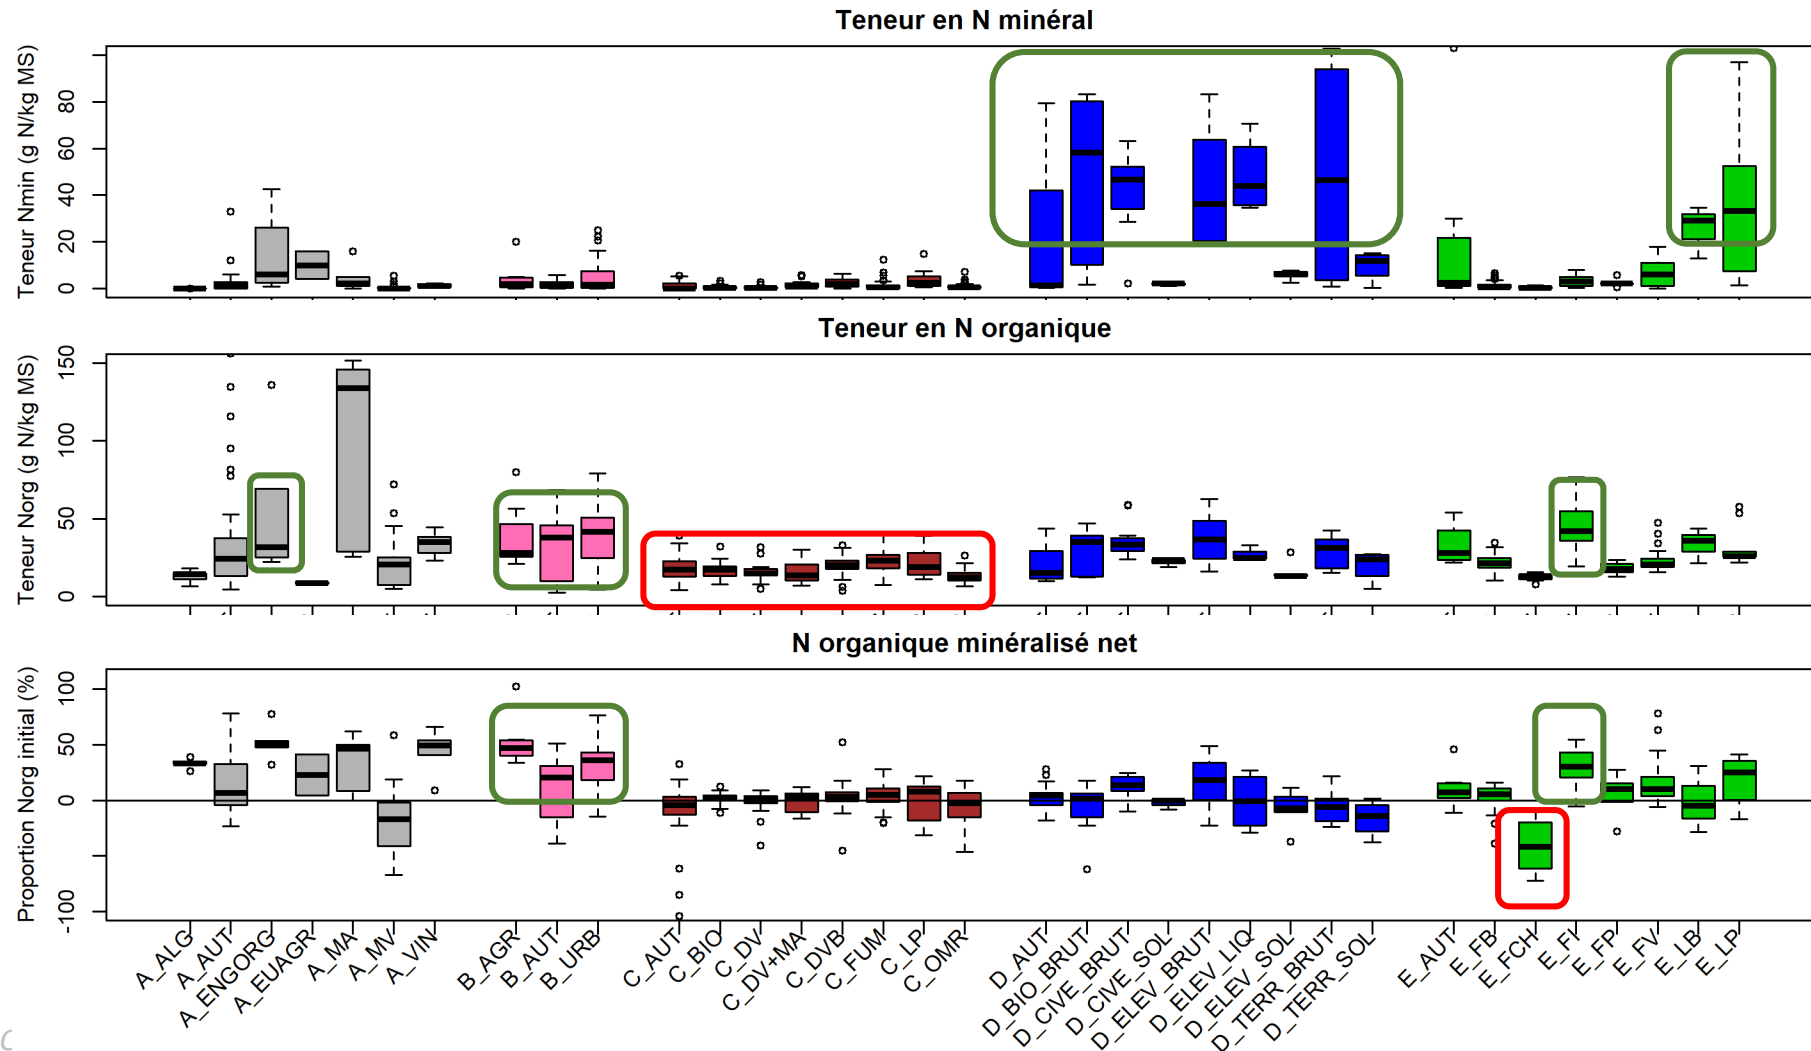 Teneur en N minéral
Teneur Nmin (g N/kg MS)
0
20
40
60
80
Teneur en N organique
Teneur Norg (g N/kg MS)
0
50
100
150
N organique minéralisé net
Proportion Norg initial (%)
-100
0
50
100
A_ALG
A_AUT
A_ENGORG
A_EUAGR
A_MA
A_MV
A_VIN
B_AGR
B_AUT
B_URB
C_AUT
C_BIO
C_DV
C_DV+MA
C_DVB
C_FUM
C_LP
C_OMR
D_AUT
D_BIO_BRUT
D_CIVE_BRUT
D_CIVE_SOL
D_ELEV_BRUT
D_ELEV_LIQ
D_ELEV_SOL
D_TERR_BRUT
D_TERR_SOL
E_AUT
E_FB
E_FCH
E_FI
E_FP
E_FV
E_LB
E_LP